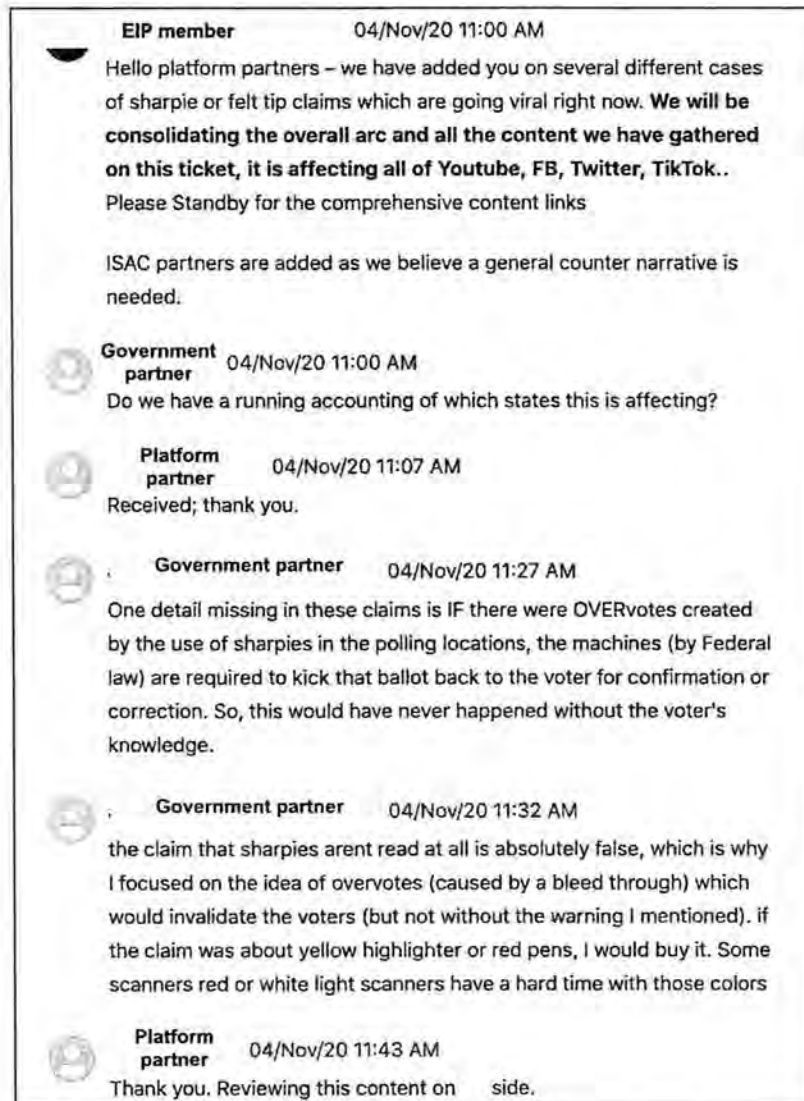 EIP member 04/Nov/20 11:00 AM
Hello platform partners – we have added you on several different cases
of sharpie or felt tip claims which are going viral right now. We will be
consolidating the overall arc and all the content we have gathered
on this ticket, it is affecting all of Youtube, FB, Twitter, TikTok..
Please Standby for the comprehensive content links
ISAC partners are added as we believe a general counter narrative is
needed.
Government
partner 04/Nov/20 11:00 AM
Do we have a running accounting of which states this is affecting?
Platform
partner 04/Nov/20 11:07 AM
Received; thank you.
. Government partner 04/Nov/20 11:27 AM
One detail missing in these claims is IF there were OVERvotes created
by the use of sharpies in the polling locations, the machines (by Federal
law) are required to kick that ballot back to the voter for confirmation or
correction. So, this would have never happened without the voter's
knowledge.
. Government partner 04/Nov/20 11:32 AM
the claim that sharpies arent read at all is absolutely false, which is why
I focused on the idea of overvotes (caused by a bleed through) which
would invalidate the voters (but not without the warning I mentioned). if
the claim was about yellow highlighter or red pens, I would buy it. Some
scanners red or white light scanners have a hard time with those colors
Platform
partner 04/Nov/20 11:43 AM
Thank you. Reviewing this content on side.